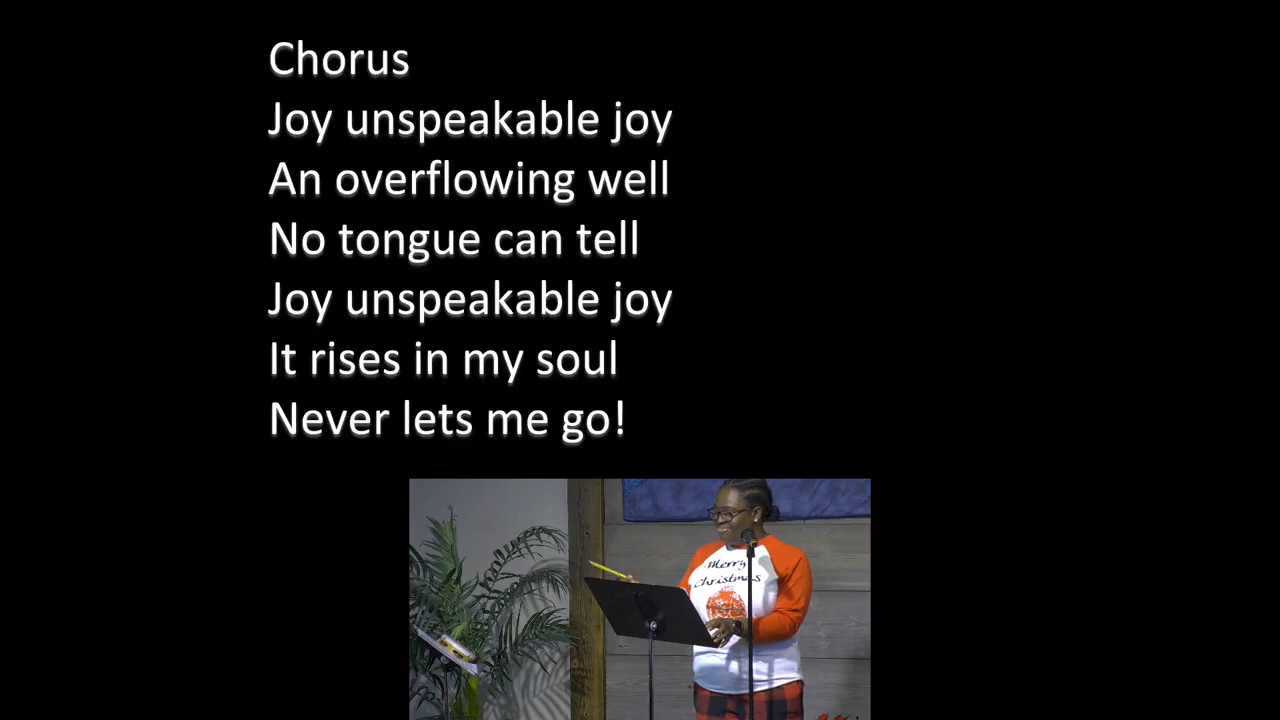 Chorus
Joy unspeakable joy
An overflowing well
No tongue can tell
Joy unspeakable joy
It rises in my soul
Never lets me go!
Merry
Christmas